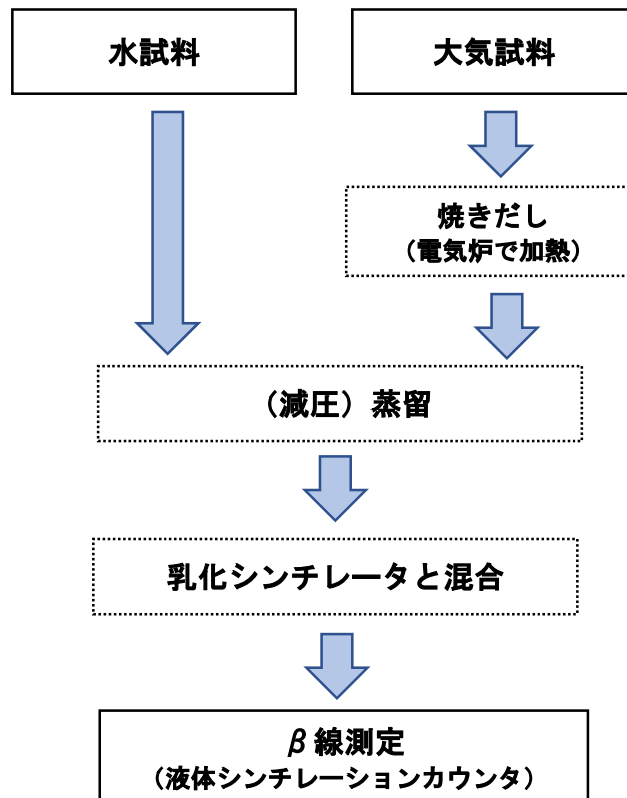 水試料
大気試料
焼きだし
（電気炉で加熱）
（減圧）蒸留
乳化シンチレータと混合
β線測定
（液体シンチレーションカウンタ）